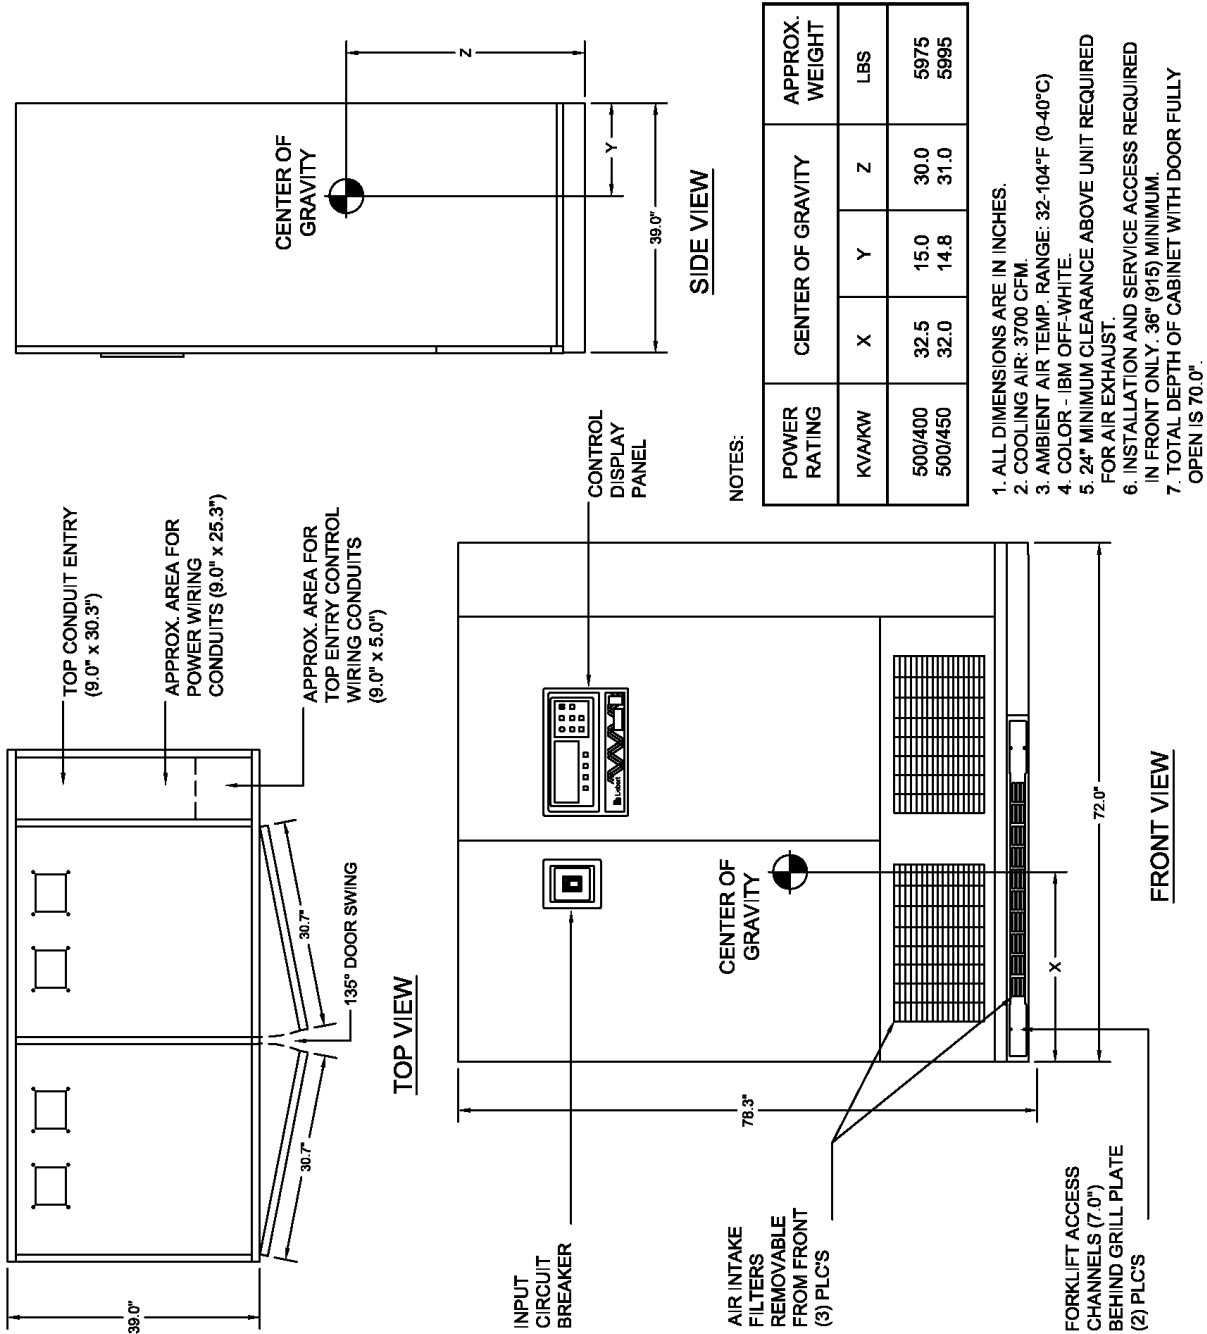 39.0"
30.7"
30.7"
135° DOOR SWING
TOP CONDUIT ENTRY
(9.0" x 30.3")
APPROX. AREA FOR
POWER WIRING
CONDUITS (9.0" x 25.3")
APPROX. AREA FOR
TOP ENTRY CONTROL
WIRING CONDUITS
(9.0" x 5.0")
TOP VIEW
CENTER OF
GRAVITY
Z
Y
39.0"
SIDE VIEW
INPUT
CIRCUIT
BREAKER
CONTROL
DISPLAY
PANEL
Liebert
78.3"
CENTER OF
GRAVITY
AIR INTAKE
FILTERS
REMOVABLE
FROM FRONT
(3) PLC'S
X
72.0"
FORKLIFT ACCESS
CHANNELS (7.0")
BEHIND GRILL PLATE
(2) PLC'S
FRONT VIEW
NOTES:
POWER RATING CENTER OF GRAVITY APPROX. WEIGHT
KVA/KW X Y Z LBS
500/400 32.5 15.0 30.0 5975
500/450 32.0 14.8 31.0 5995
1. ALL DIMENSIONS ARE IN INCHES.
2. COOLING AIR: 3700 CFM.
3. AMBIENT AIR TEMP. RANGE: 32-104°F (0-40°C)
4. COLOR - IBM OFF-WHITE.
5. 24" MINIMUM CLEARANCE ABOVE UNIT REQUIRED
FOR AIR EXHAUST.
6. INSTALLATION AND SERVICE ACCESS REQUIRED
IN FRONT ONLY. 36" (915) MINIMUM.
7. TOTAL DEPTH OF CABINET WITH DOOR FULLY
OPEN IS 70.0".